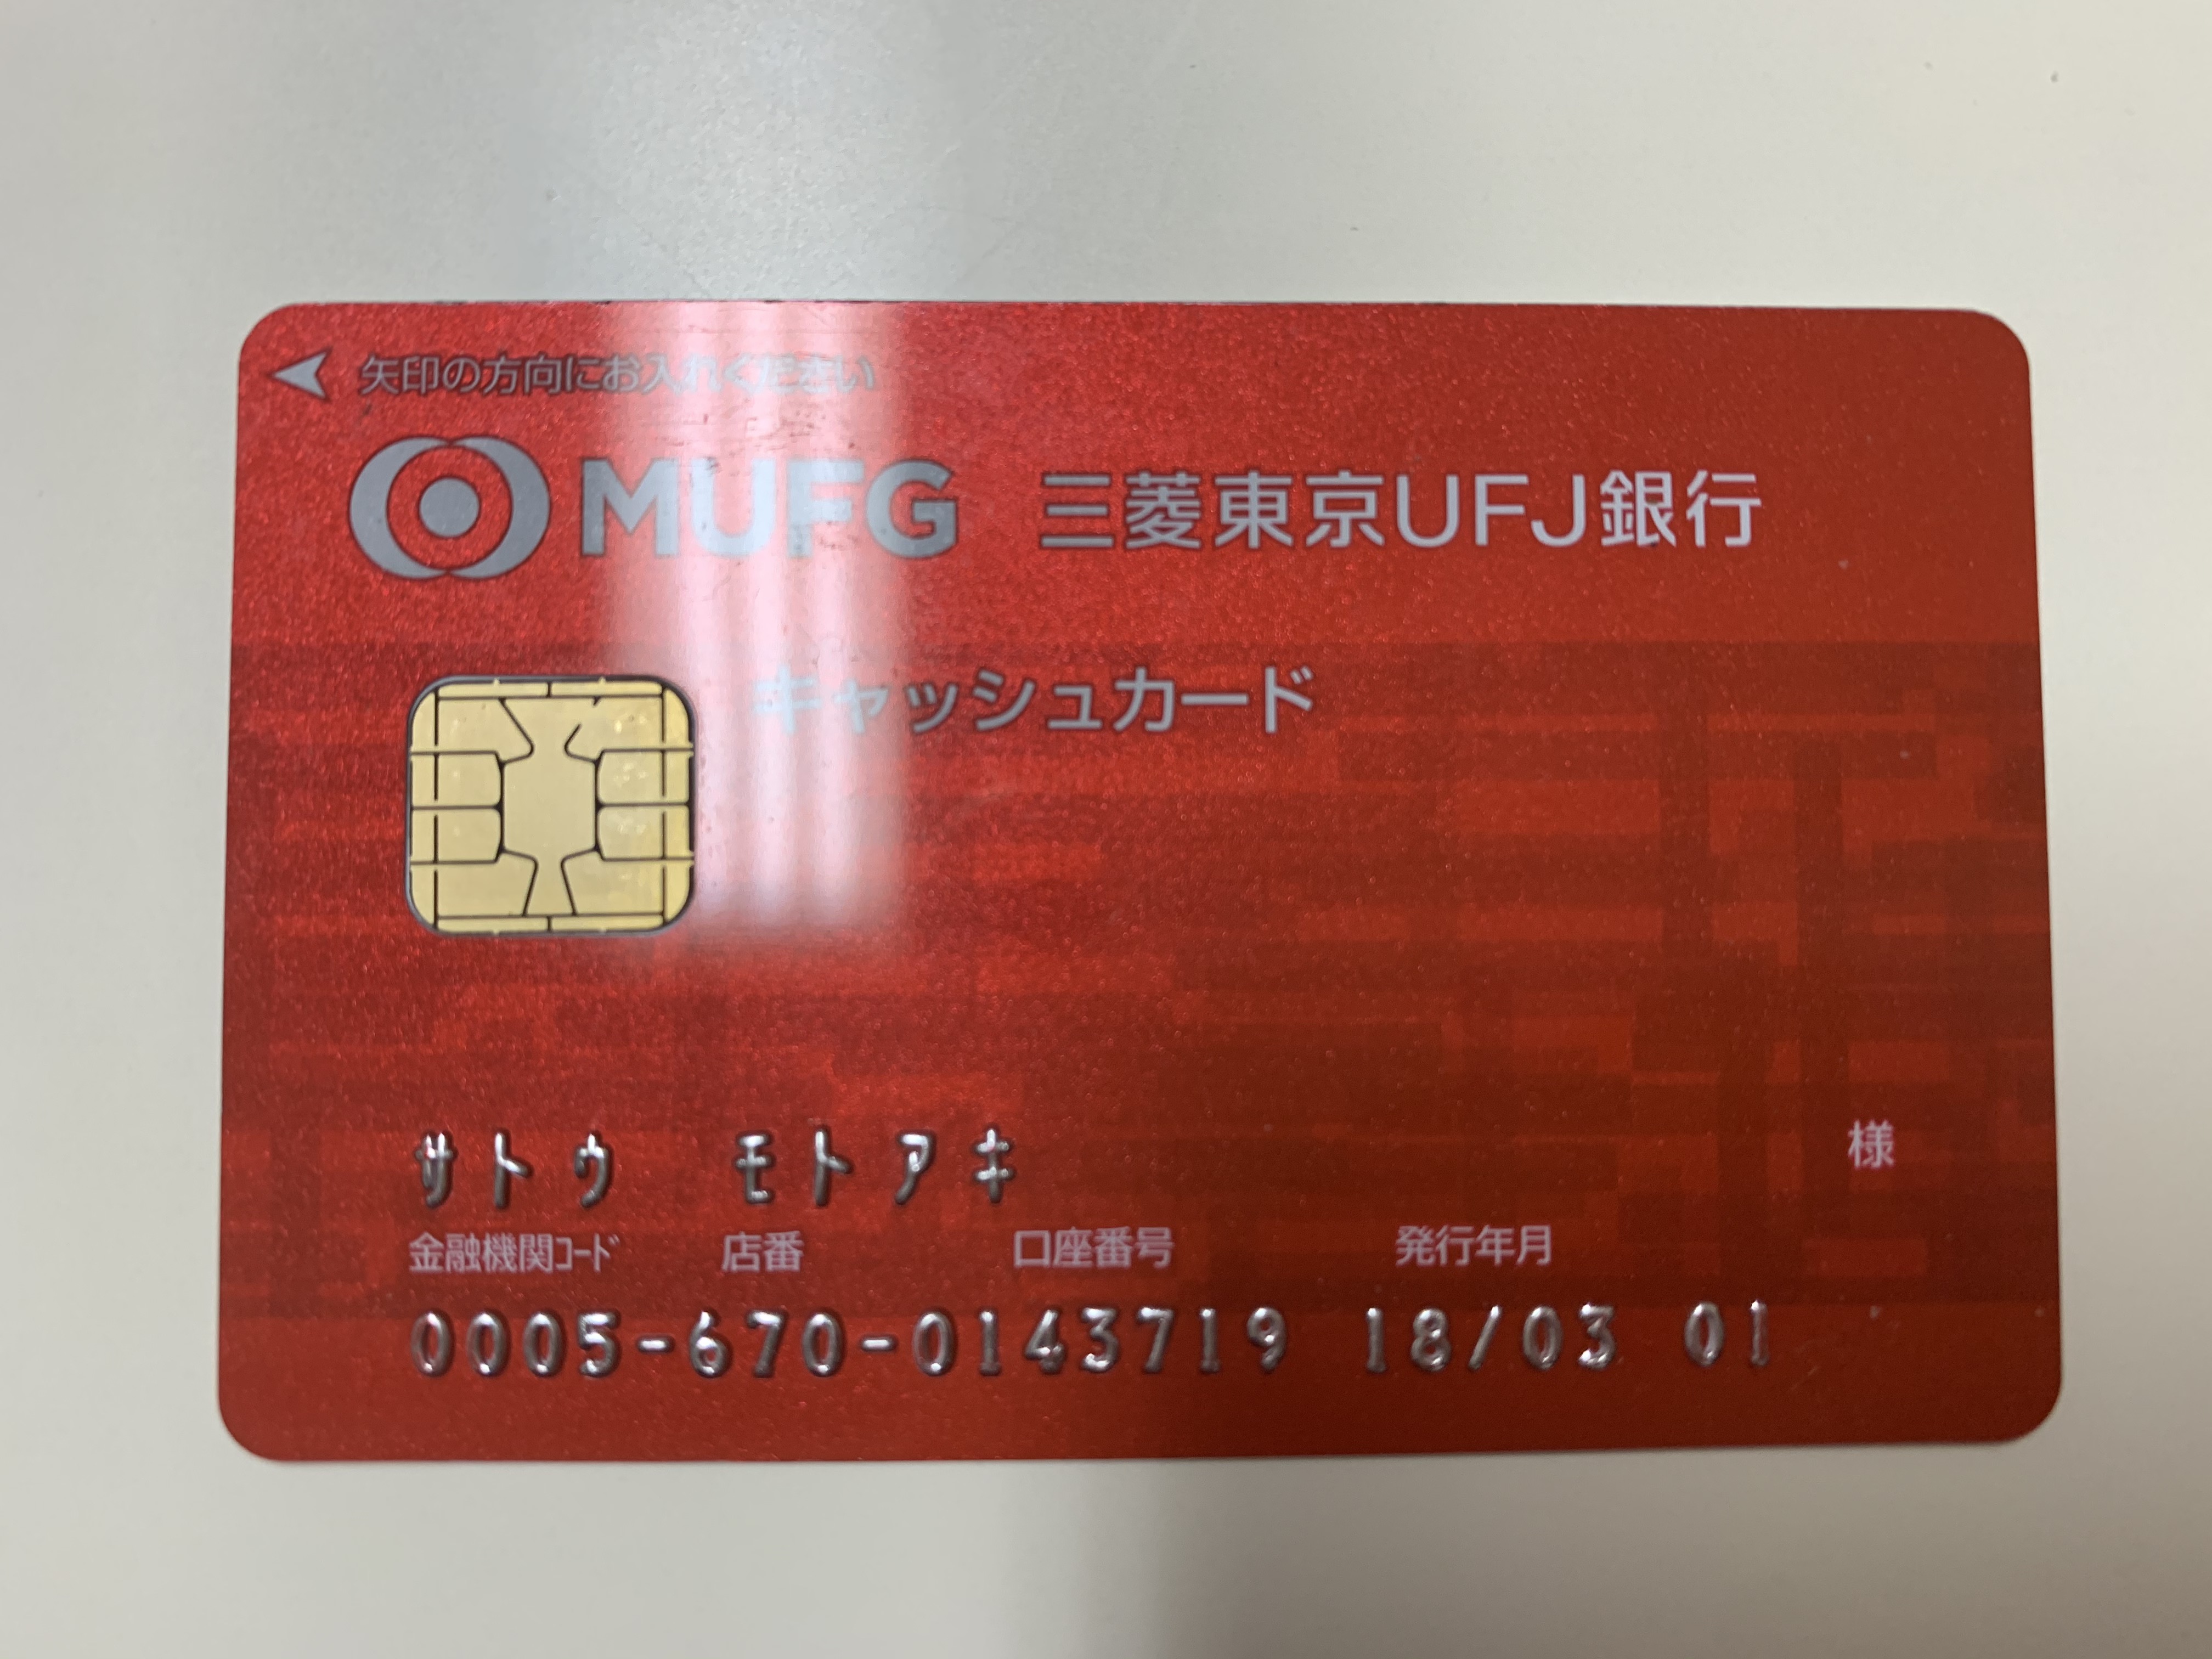 矢印の方向にお入れください
MUFG 三菱東京UFJ銀行
キャッシュカード
サトウ モトアキ 様
金融機関コード 店番 口座番号 発行年月
0005-670-0143719 18/03 01